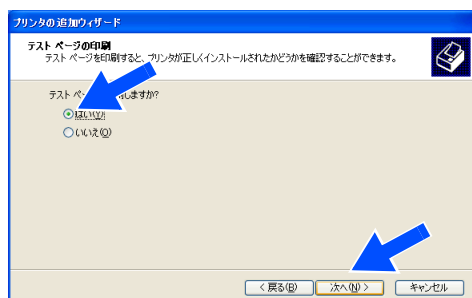 プリンタの追加ウィザード
テスト ページの印刷
テスト ページを印刷すると、プリンタが正しくインストールされたかどうかを確認することができます。
テスト ペ しますか?
はい(Y)
いいえ(O)
< 戻る(B)
次へ(N) >
キャンセル